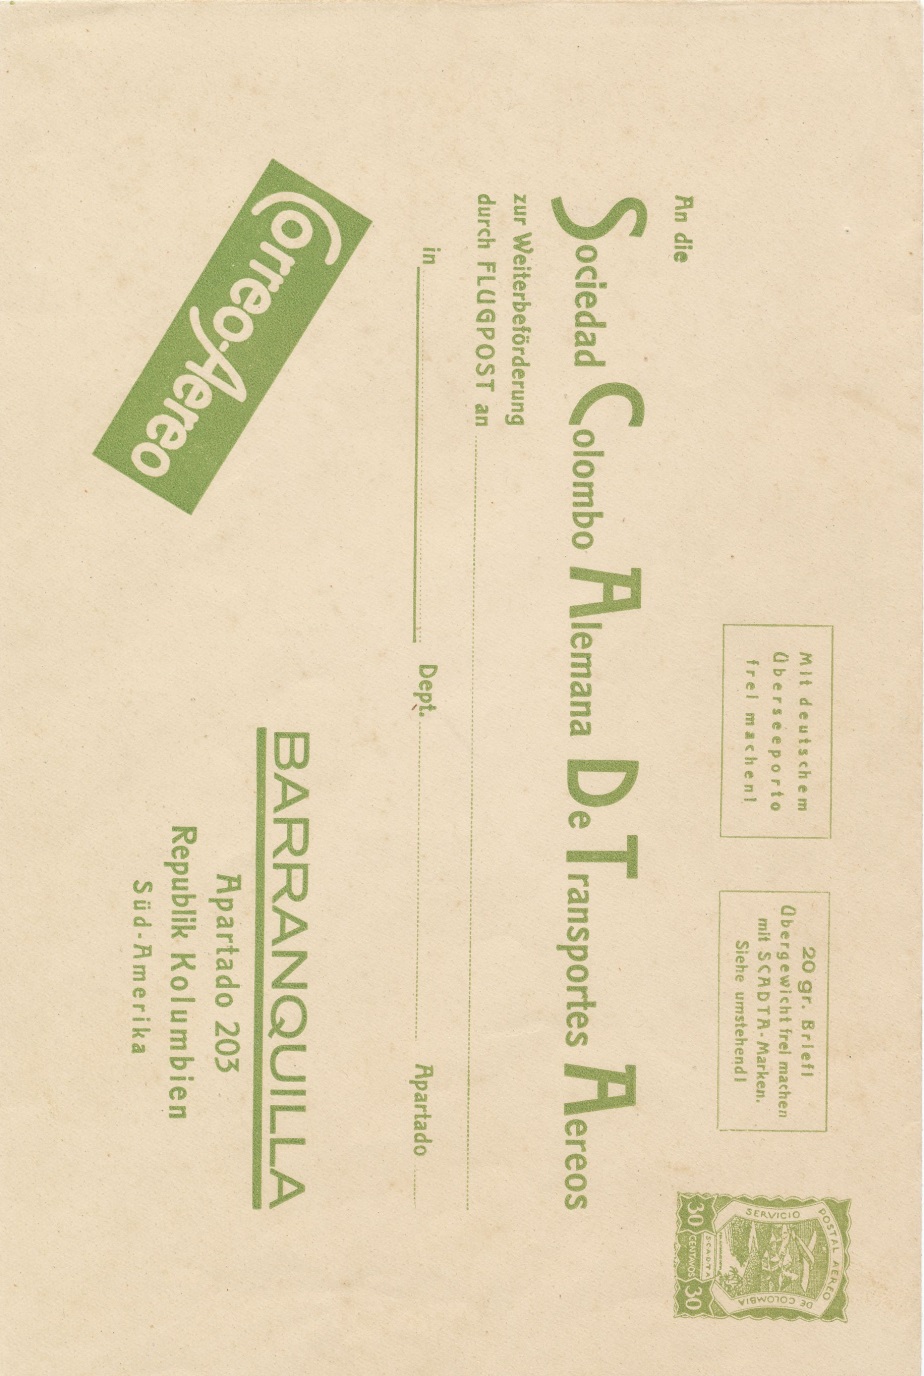 Mit deutschem
Überseeporto
frei machen!
20 gr. Brief!
Übergewicht frei machen
mit SCADTA-Marken.
Siehe umstehend!
SERVICIO POSTAL AEREO DE COLOMBIA
SCADTA
30 CENTAVOS 30
An die
Sociedad Colombo Alemana De Transportes Aereos
zur Weiterbeförderung
durch FLUGPOST an
in Dept. Apartado
Correo-Aereo
BARRANQUILLA
Apartado 203
Republik Kolumbien
Süd-Amerika